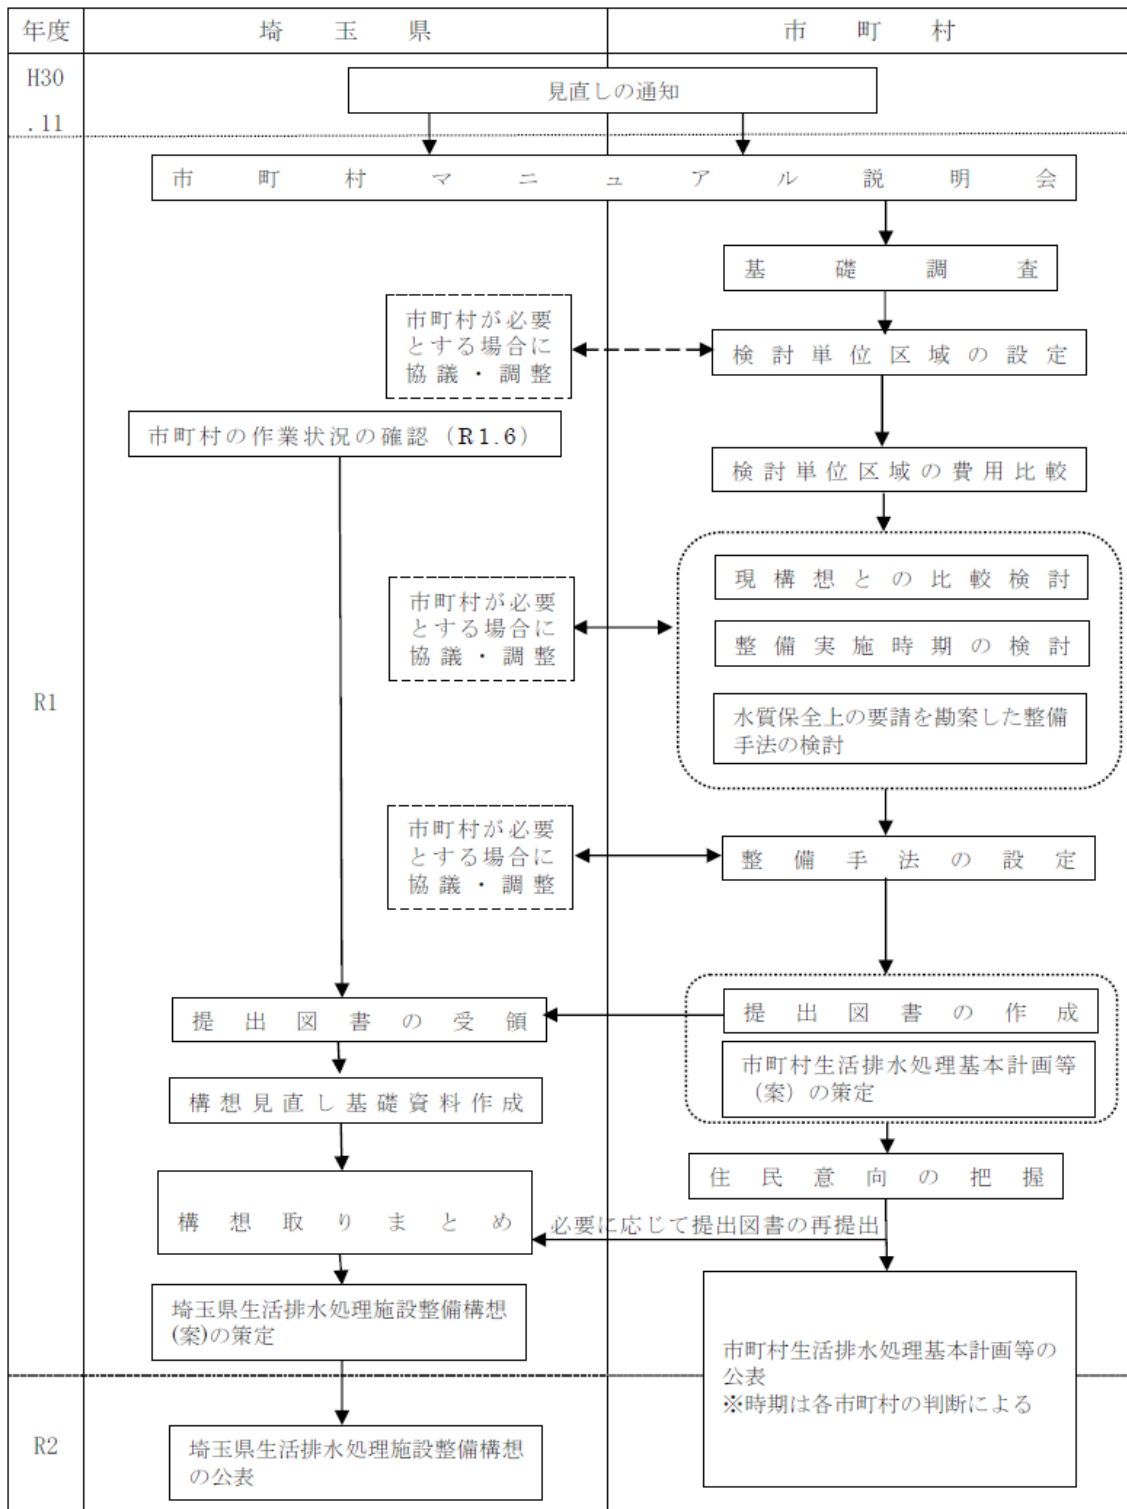 年度
埼玉県
市町村
H30
.11
見直しの通知
市町村マニュアル説明会
基礎調査
市町村が必要
とする場合に
協議・調整
検討単位区域の設定
市町村の作業状況の確認（R1.6）
検討単位区域の費用比較
現構想との比較検討
市町村が必要
とする場合に
協議・調整
整備実施時期の検討
R1
水質保全上の要請を勘案した整備
手法の検討
市町村が必要
とする場合に
協議・調整
整備手法の設定
提出図書の受領
提出図書の作成
市町村生活排水処理基本計画等
（案）の策定
構想見直し基礎資料作成
住民意向の把握
構想取りまとめ
必要に応じて提出図書の再提出
埼玉県生活排水処理施設整備構想
(案)の策定
市町村生活排水処理基本計画等の
公表
※時期は各市町村の判断による
R2
埼玉県生活排水処理施設整備構想
の公表